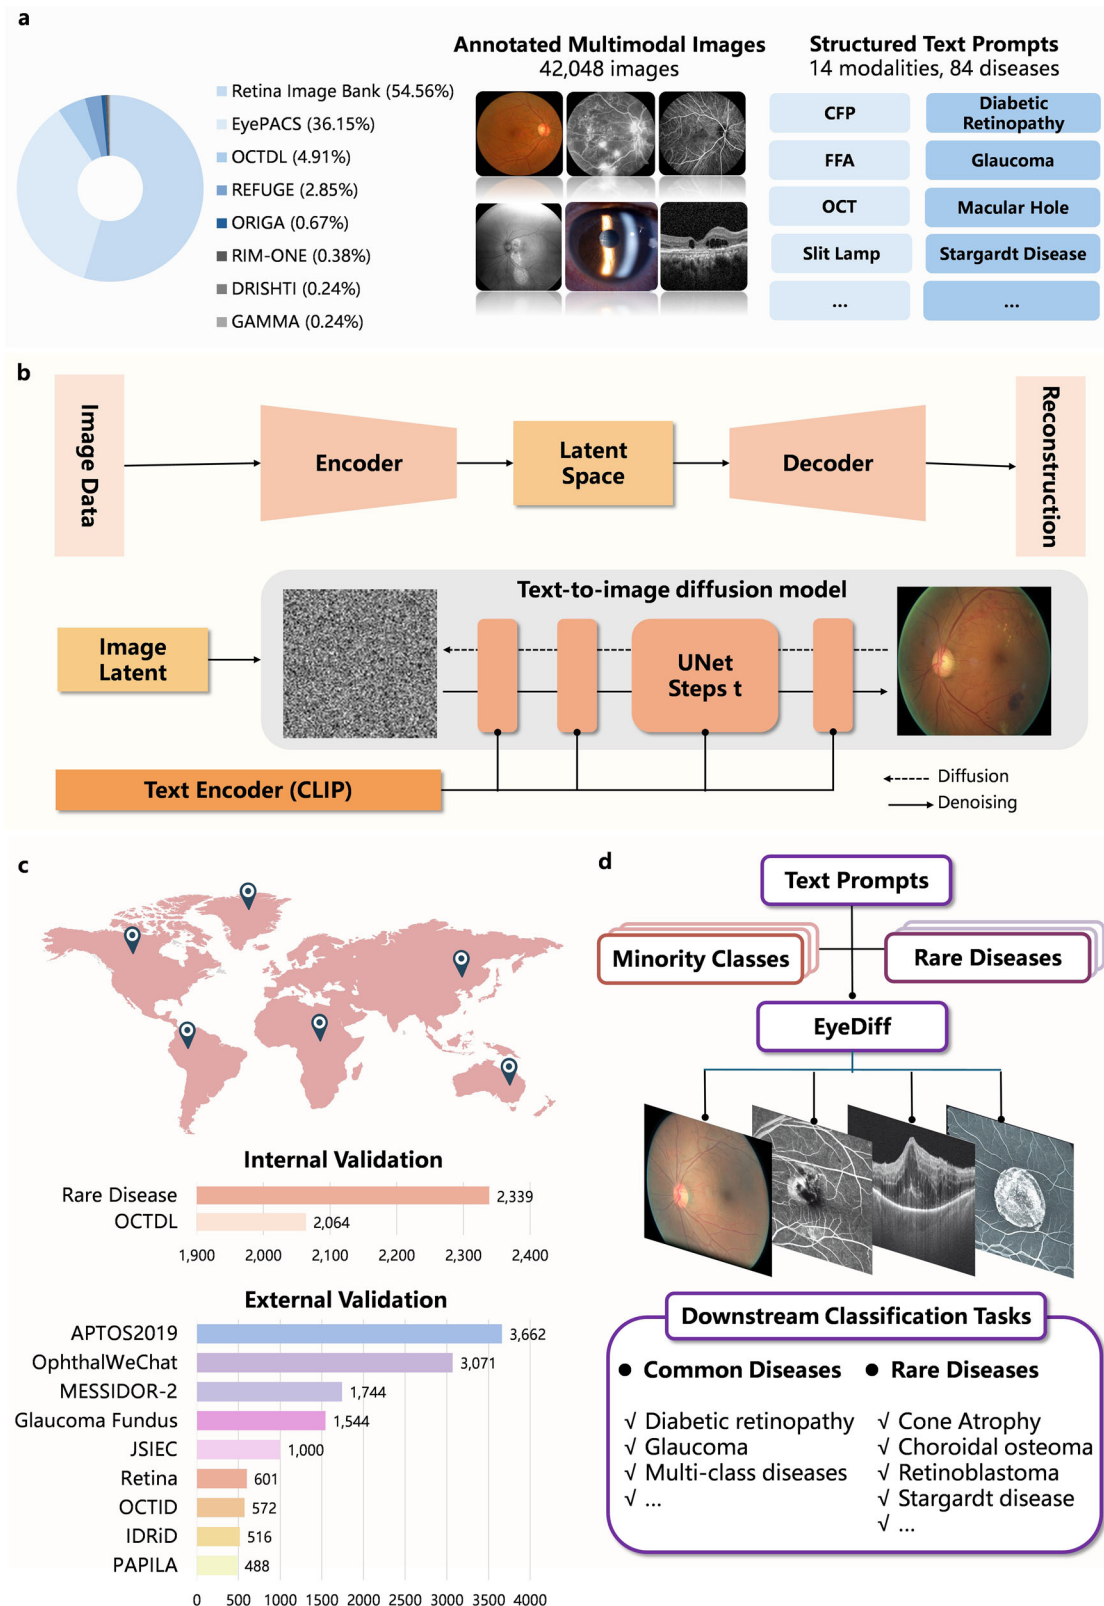 a
Retina Image Bank (54.56%)
EyePACS (36.15%)
OCTDL (4.91%)
REFUGE (2.85%)
ORIGA (0.67%)
RIM-ONE (0.38%)
DRISHTI (0.24%)
GAMMA (0.24%)
Annotated Multimodal Images
42,048 images
Structured Text Prompts
14 modalities, 84 diseases
CFP
Diabetic
Retinopathy
FFA
Glaucoma
OCT
Macular Hole
Slit Lamp
Stargardt Disease
...
...
b
Image Data
Encoder
Latent
Space
Decoder
Reconstruction
Text-to-image diffusion model
Image
Latent
UNet
Steps t
Text Encoder (CLIP)
Diffusion
Denoising
c
Internal Validation
Rare Disease 2,339
OCTDL 2,064
1,900 2,000 2,100 2,200 2,300 2,400
External Validation
APTOS2019 3,662
OphthalWeChat 3,071
MESSIDOR-2 1,744
Glaucoma Fundus 1,544
JSIEC 1,000
Retina 601
OCTID 572
IDRiD 516
PAPILA 488
0 500 1000 1500 2000 2500 3000 3500 4000
d
Text Prompts
Minority Classes
Rare Diseases
EyeDiff
Downstream Classification Tasks
● Common Diseases
√ Diabetic retinopathy
√ Glaucoma
√ Multi-class diseases
√ ...
● Rare Diseases
√ Cone Atrophy
√ Choroidal osteoma
√ Retinoblastoma
√ Stargardt disease
√ ...